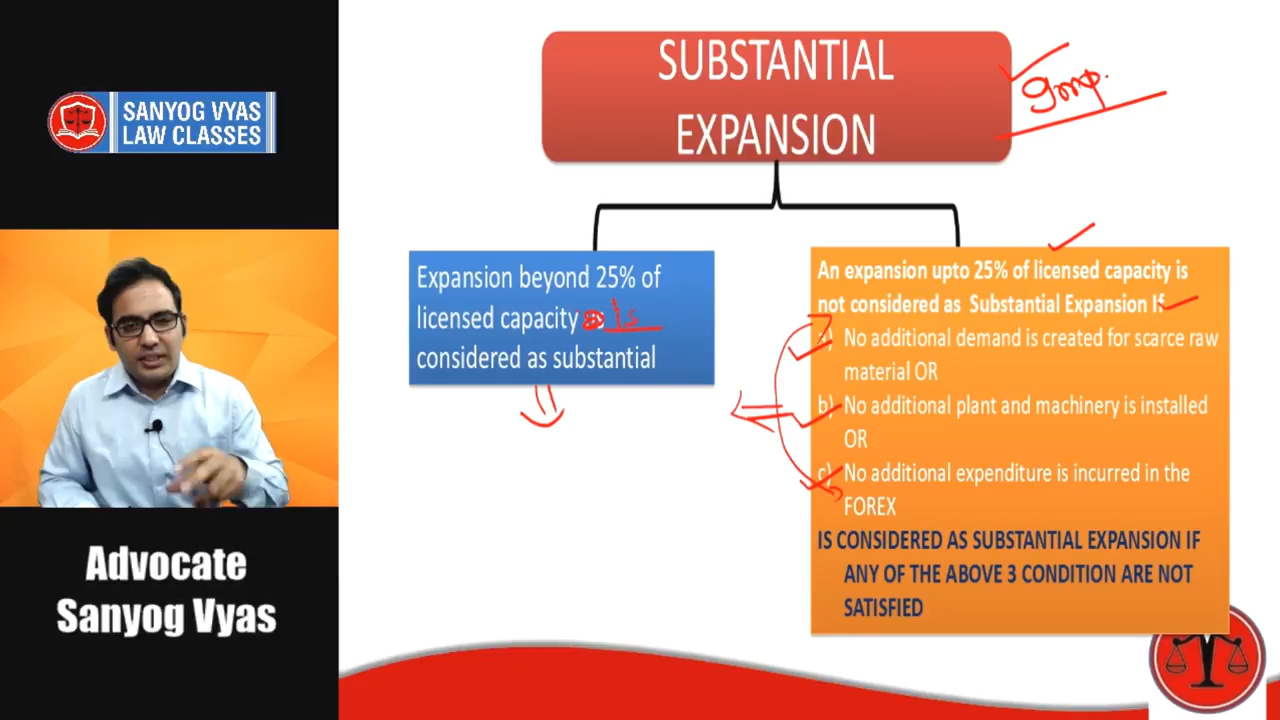 SANYOG VYAS
LAW CLASSES
Advocate
Sanyog Vyas
SUBSTANTIAL
EXPANSION
Expansion beyond 25% of
licensed capacity Is
considered as substantial
An expansion upto 25% of licensed capacity is
not considered as Substantial Expansion If
a) No additional demand is created for scarce raw
material OR
b) No additional plant and machinery is installed
OR
c) No additional expenditure is incurred in the
FOREX
IS CONSIDERED AS SUBSTANTIAL EXPANSION IF
ANY OF THE ABOVE 3 CONDITION ARE NOT
SATISFIED